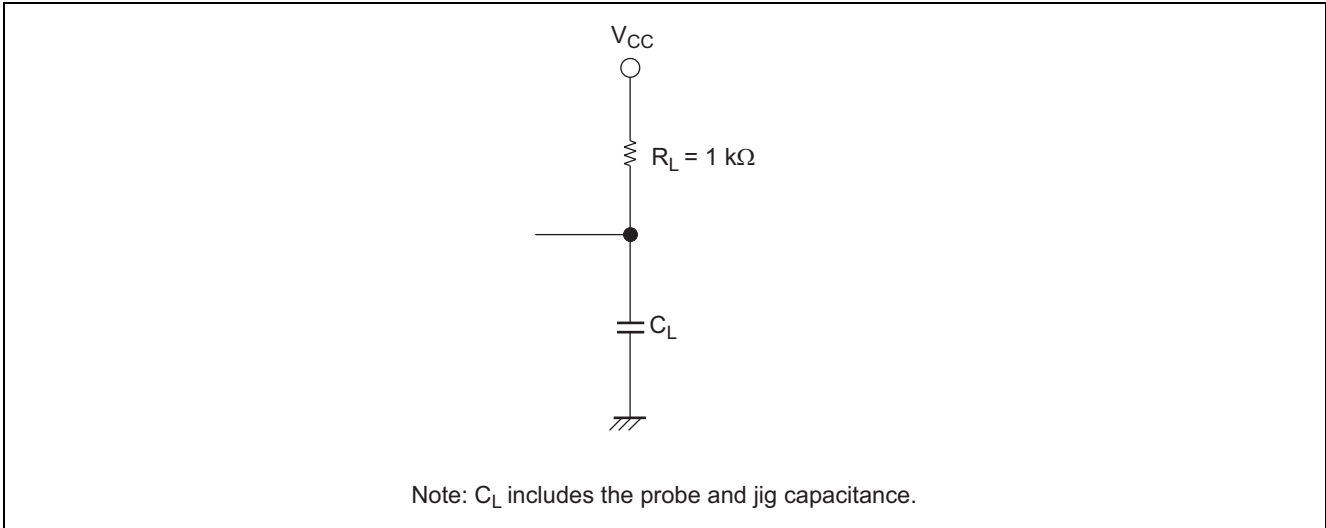 VCC
RL = 1 kΩ
CL
Note: CL includes the probe and jig capacitance.